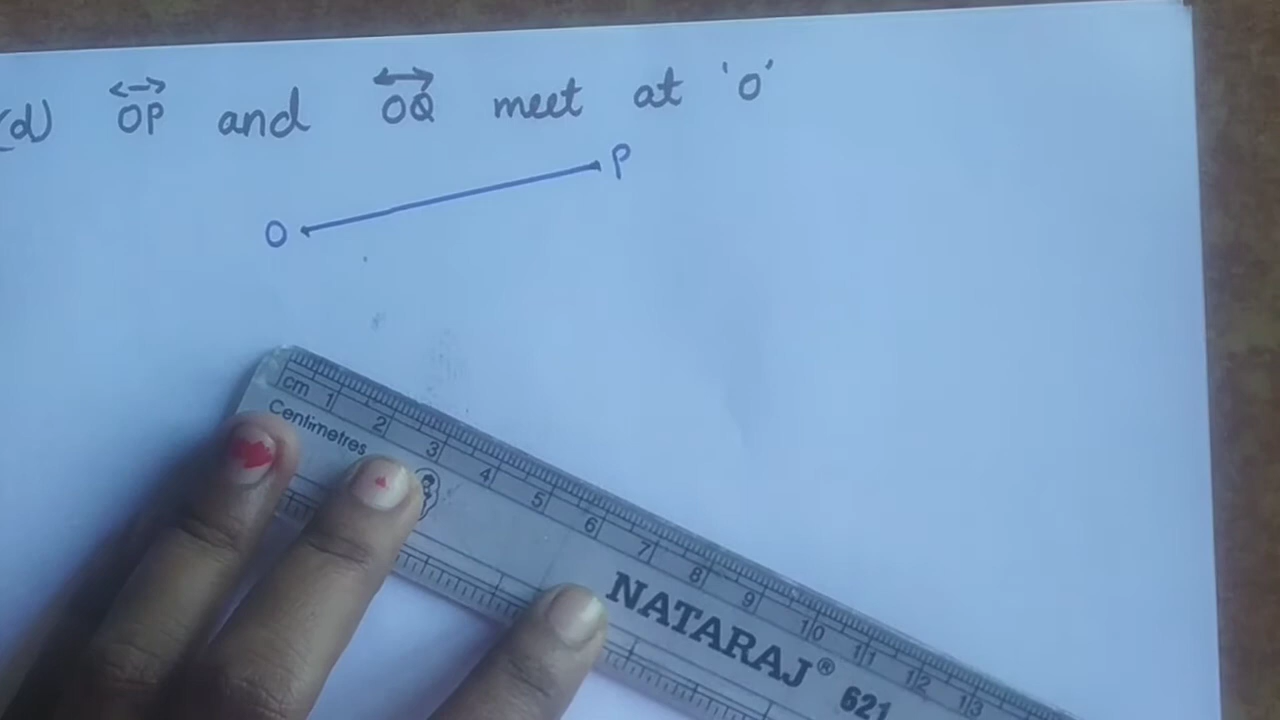 (d) OP and OQ meet at 'O'
P
O
cm 1 2 3 4 5 6 7 8 9 10 11 12 13
Centimetres
NATARAJ® 621